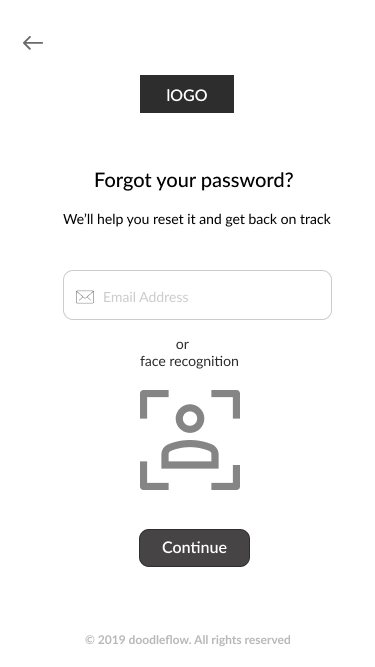 lOGO
Forgot your password?
We'll help you reset it and get back on track
Email Address
or
face recognition
Continue
© 2019 doodleflow. All rights reserved